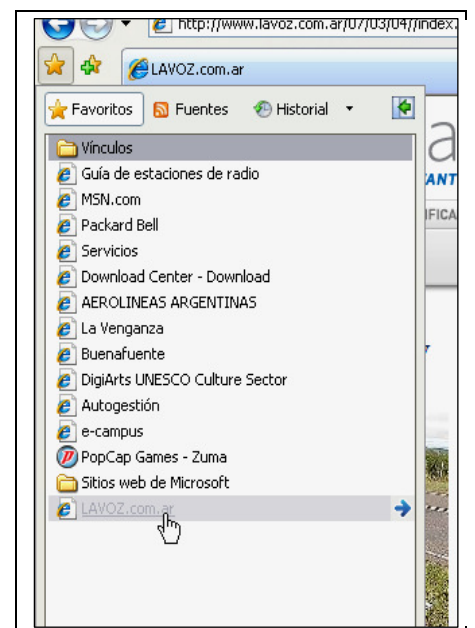 http://www.lavoz.com.ar/07/03/04//index.
LAVOZ.com.ar
Favoritos Fuentes Historial
a
ANT
IFICA
Vínculos
Guía de estaciones de radio
MSN.com
Packard Bell
Servicios
Download Center - Download
AEROLINEAS ARGENTINAS
La Venganza
Buenafuente
DigiArts UNESCO Culture Sector
Autogestión
e-campus
PopCap Games - Zuma
Sitios web de Microsoft
LAVOZ.com.ar